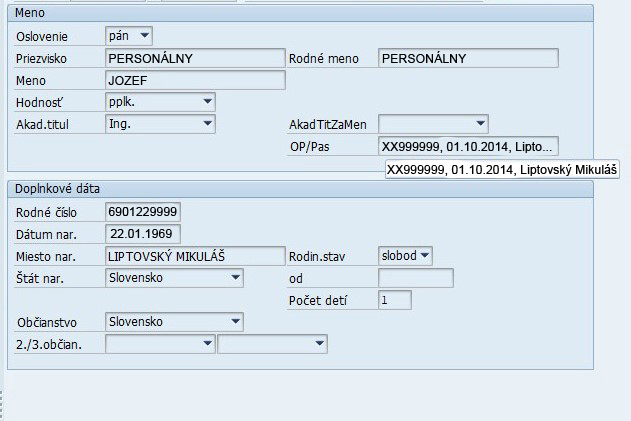 Meno
Oslovenie pán
Priezvisko PERSONÁLNY Rodné meno PERSONÁLNY
Meno JOZEF
Hodnosť pplk.
Akad.titul Ing. AkadTitZaMen
OP/Pas XX999999, 01.10.2014, Lipto...
XX999999, 01.10.2014, Liptovský Mikuláš
Doplnkové dáta
Rodné číslo 6901229999
Dátum nar. 22.01.1969
Miesto nar. LIPTOVSKÝ MIKULÁŠ Rodin.stav slobod
Štát nar. Slovensko od
Počet detí 1
Občianstvo Slovensko
2./3.občian.